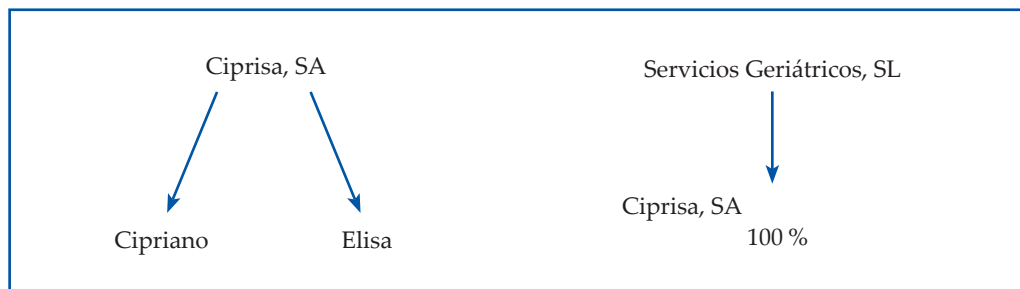 Ciprisa, SA
Servicios Geriátricos, SL
Cipriano
Elisa
Ciprisa, SA
100 %